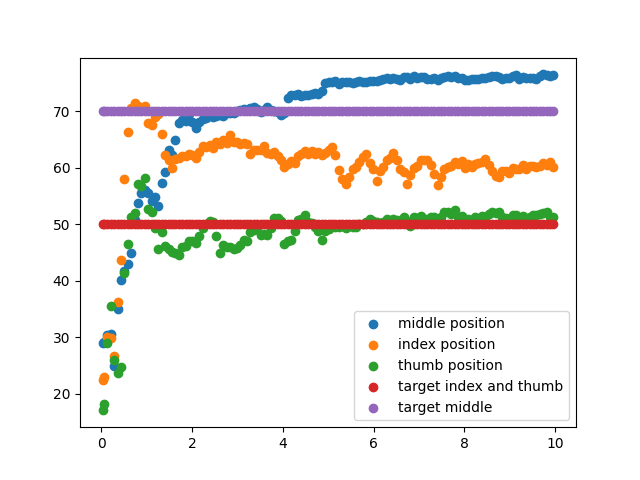 70
60
50
40
30
20
0
2
4
6
8
10
middle position
index position
thumb position
target index and thumb
target middle